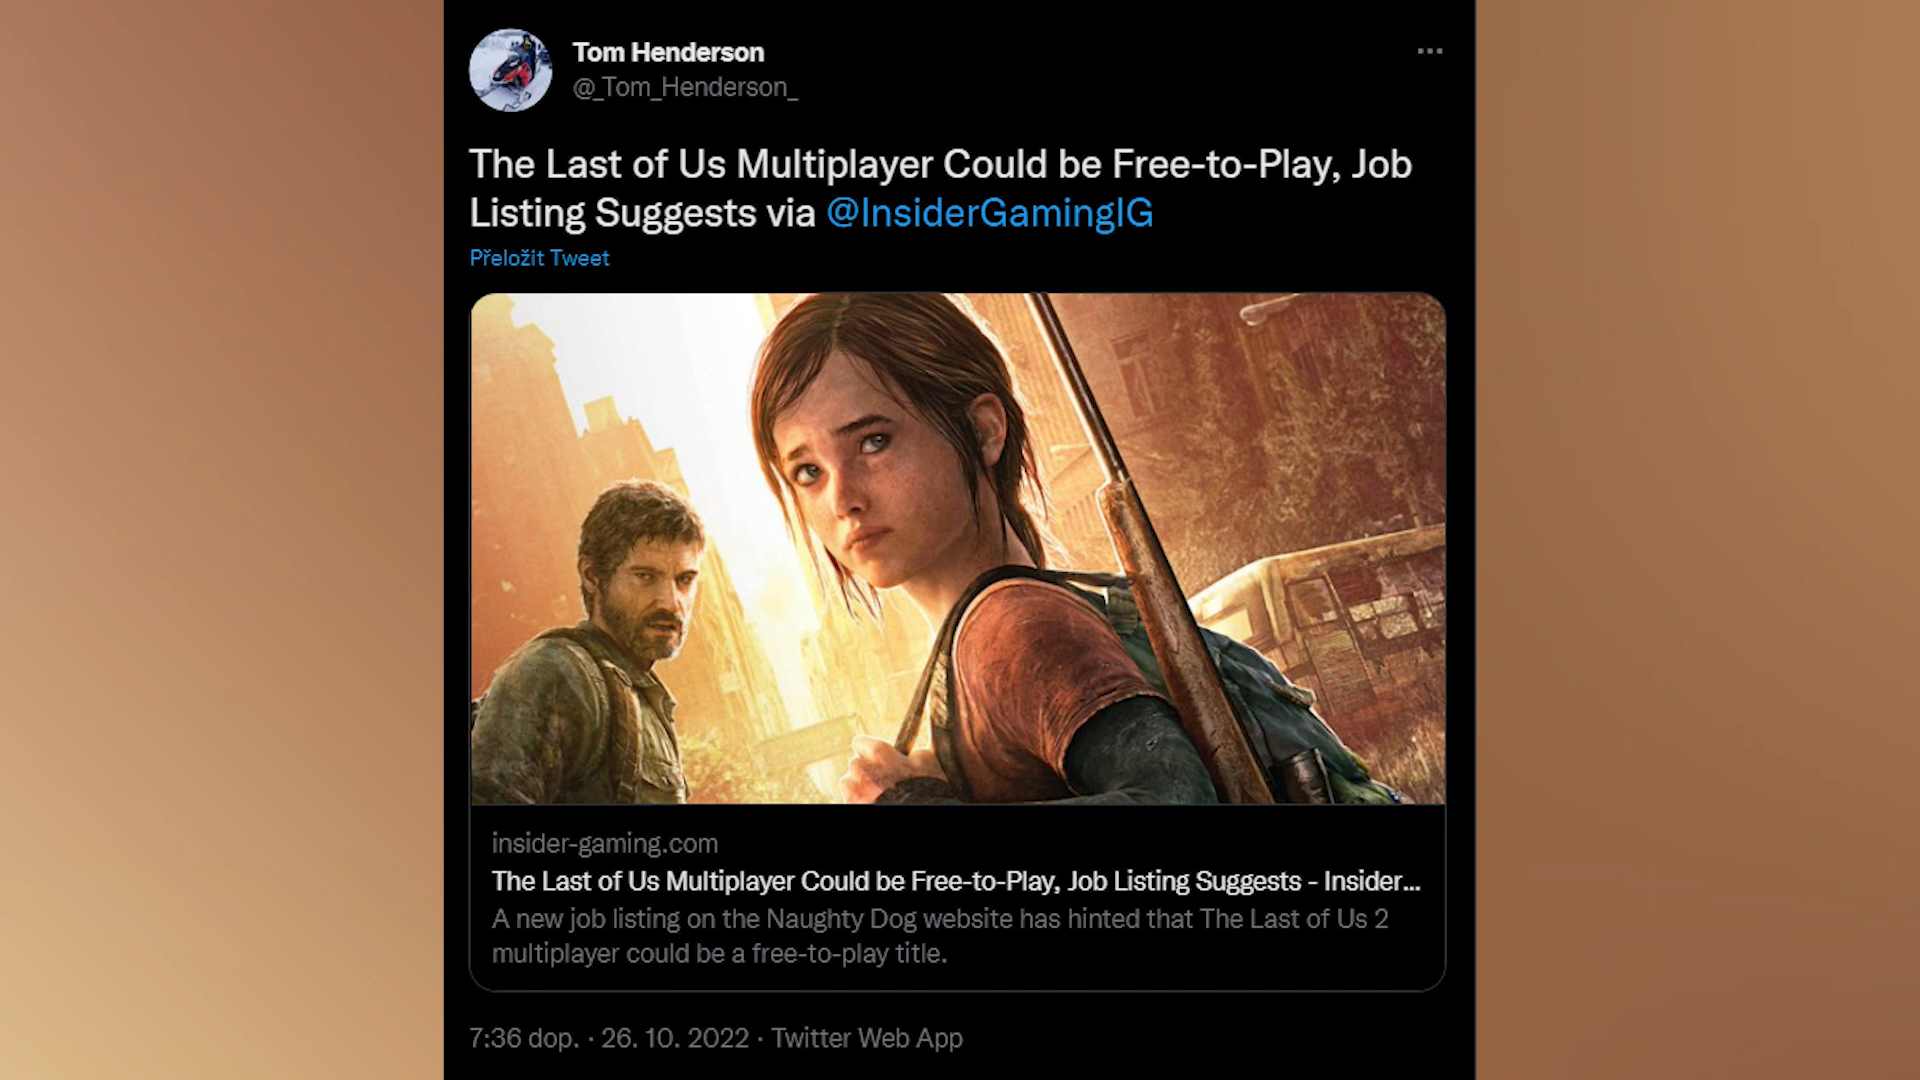 Tom Henderson
@_Tom_Henderson_
The Last of Us Multiplayer Could be Free-to-Play, Job
Listing Suggests via @InsiderGamingIG
Přeložit Tweet
insider-gaming.com
The Last of Us Multiplayer Could be Free-to-Play, Job Listing Suggests - Insider...
A new job listing on the Naughty Dog website has hinted that The Last of Us 2
multiplayer could be a free-to-play title.
7:36 dop. · 26. 10. 2022 · Twitter Web App